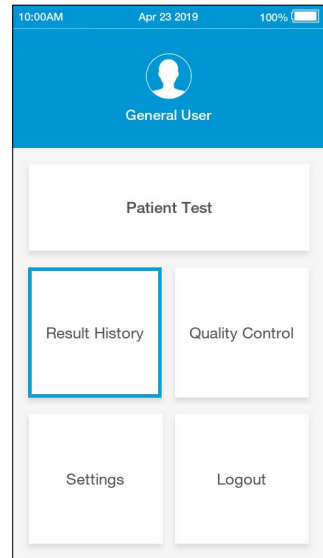 10:00AM Apr 23 2019 100%
General User
Patient Test
Result History Quality Control
Settings Logout